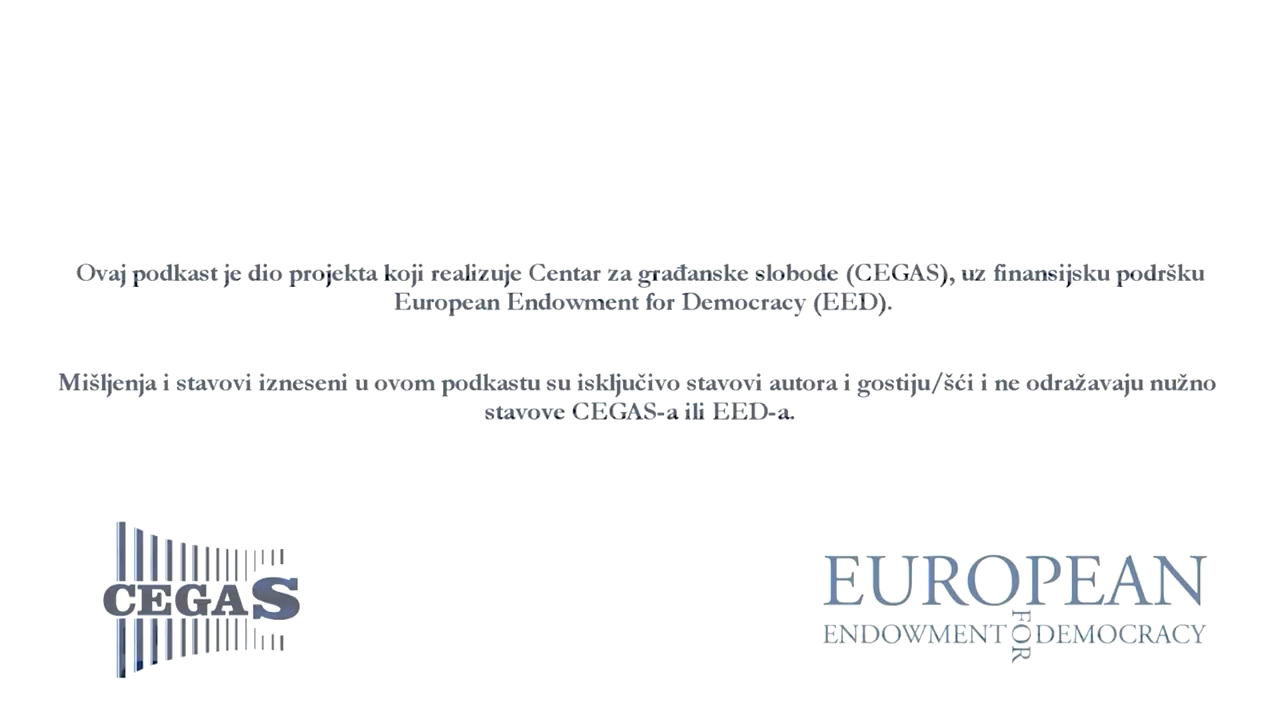 Ovaj podkast je dio projekta koji realizuje Centar za građanske slobode (CEGAS), uz finansijsku podršku
European Endowment for Democracy (EED).
Mišljenja i stavovi izneseni u ovom podkastu su isključivo stavovi autora i gostiju/šći i ne odražavaju nužno
stavove CEGAS-a ili EED-a.
CEGAS
EUROPEAN
ENDOWMENT FOR DEMOCRACY